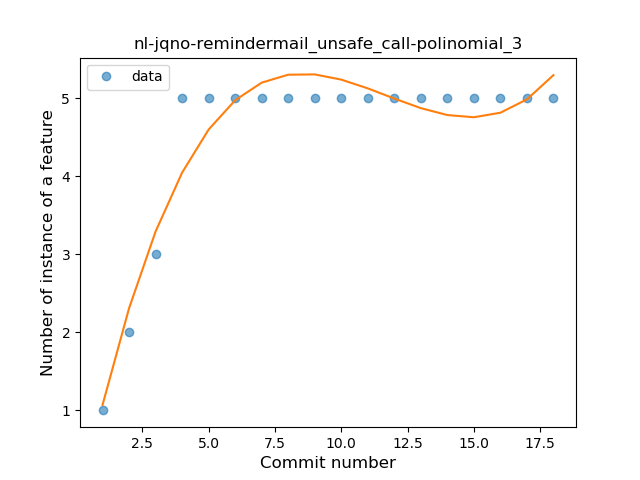 nl-jqno-remindermail_unsafe_call-polinomial_3
data
Number of instance of a feature
5
4
3
2
1
2.5 5.0 7.5 10.0 12.5 15.0 17.5
Commit number